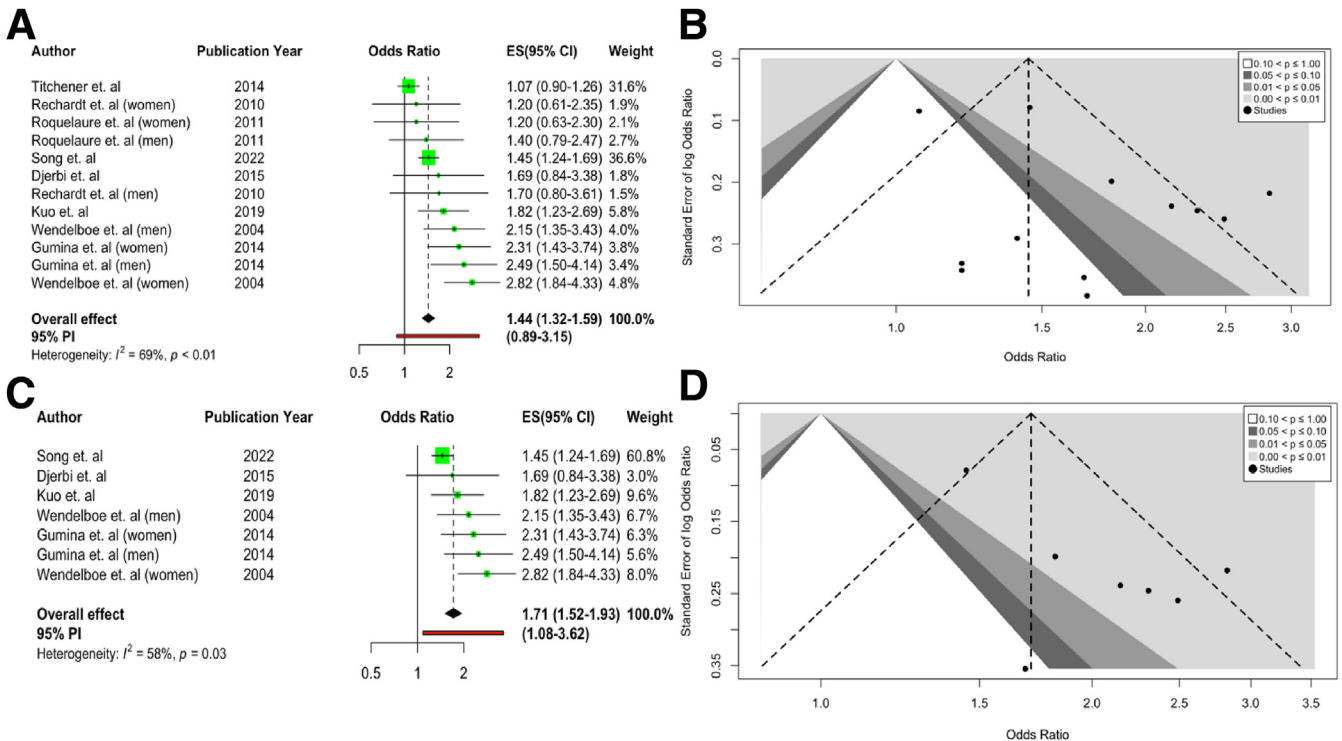 A
Author Publication Year Odds Ratio ES(95% CI) Weight
Titchener et. al 2014 1.07 (0.90-1.26) 31.6%
Rechardt et. al (women) 2010 1.20 (0.61-2.35) 1.9%
Roquelaure et. al (women) 2011 1.20 (0.63-2.30) 2.1%
Roquelaure et. al (men) 2011 1.40 (0.79-2.47) 2.7%
Song et. al 2022 1.45 (1.24-1.69) 36.6%
Djerbi et. al 2015 1.69 (0.84-3.38) 1.8%
Rechardt et. al (men) 2010 1.70 (0.80-3.61) 1.5%
Kuo et. al 2019 1.82 (1.23-2.69) 5.8%
Wendelboe et. al (men) 2004 2.15 (1.35-3.43) 4.0%
Gumina et. al (women) 2014 2.31 (1.43-3.74) 3.8%
Gumina et. al (men) 2014 2.49 (1.50-4.14) 3.4%
Wendelboe et. al (women) 2004 2.82 (1.84-4.33) 4.8%
Overall effect 1.44 (1.32-1.59) 100.0%
95% PI (0.89-3.15)
Heterogeneity: I² = 69%, p < 0.01
0.5 1 2
B
Standard Error of log Odds Ratio
0.0
0.1
0.2
0.3
0.10 < p ≤ 1.00
0.05 < p ≤ 0.10
0.01 < p ≤ 0.05
0.00 < p ≤ 0.01
Studies
1.0 1.5 2.0 2.5 3.0
Odds Ratio
C
Author Publication Year Odds Ratio ES(95% CI) Weight
Song et. al 2022 1.45 (1.24-1.69) 60.8%
Djerbi et. al 2015 1.69 (0.84-3.38) 3.0%
Kuo et. al 2019 1.82 (1.23-2.69) 9.6%
Wendelboe et. al (men) 2004 2.15 (1.35-3.43) 6.7%
Gumina et. al (women) 2014 2.31 (1.43-3.74) 6.3%
Gumina et. al (men) 2014 2.49 (1.50-4.14) 5.6%
Wendelboe et. al (women) 2004 2.82 (1.84-4.33) 8.0%
Overall effect 1.71 (1.52-1.93) 100.0%
95% PI (1.08-3.62)
Heterogeneity: I² = 58%, p = 0.03
0.5 1 2
D
Standard Error of log Odds Ratio
0.05
0.15
0.25
0.35
0.10 < p ≤ 1.00
0.05 < p ≤ 0.10
0.01 < p ≤ 0.05
0.00 < p ≤ 0.01
Studies
1.0 1.5 2.0 2.5 3.0 3.5
Odds Ratio